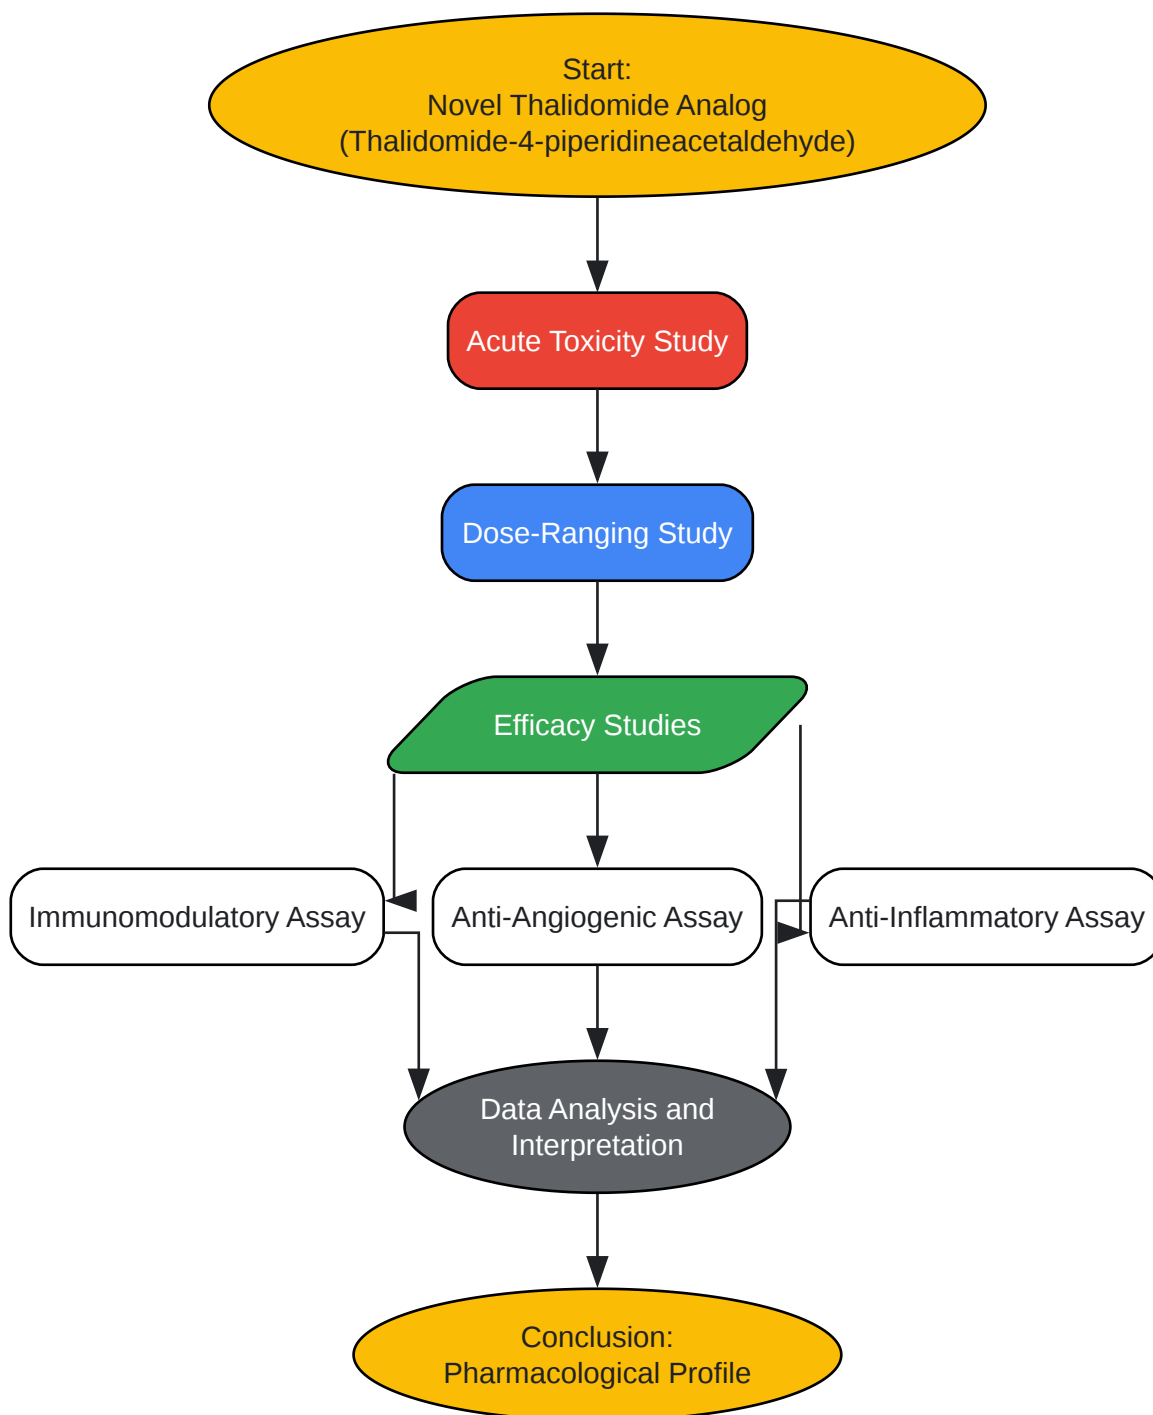 Start:
Novel Thalidomide Analog
(Thalidomide-4-piperidineacetaldehyde)
Acute Toxicity Study
Dose-Ranging Study
Efficacy Studies
Immunomodulatory Assay
Anti-Angiogenic Assay
Anti-Inflammatory Assay
Data Analysis and
Interpretation
Conclusion:
Pharmacological Profile